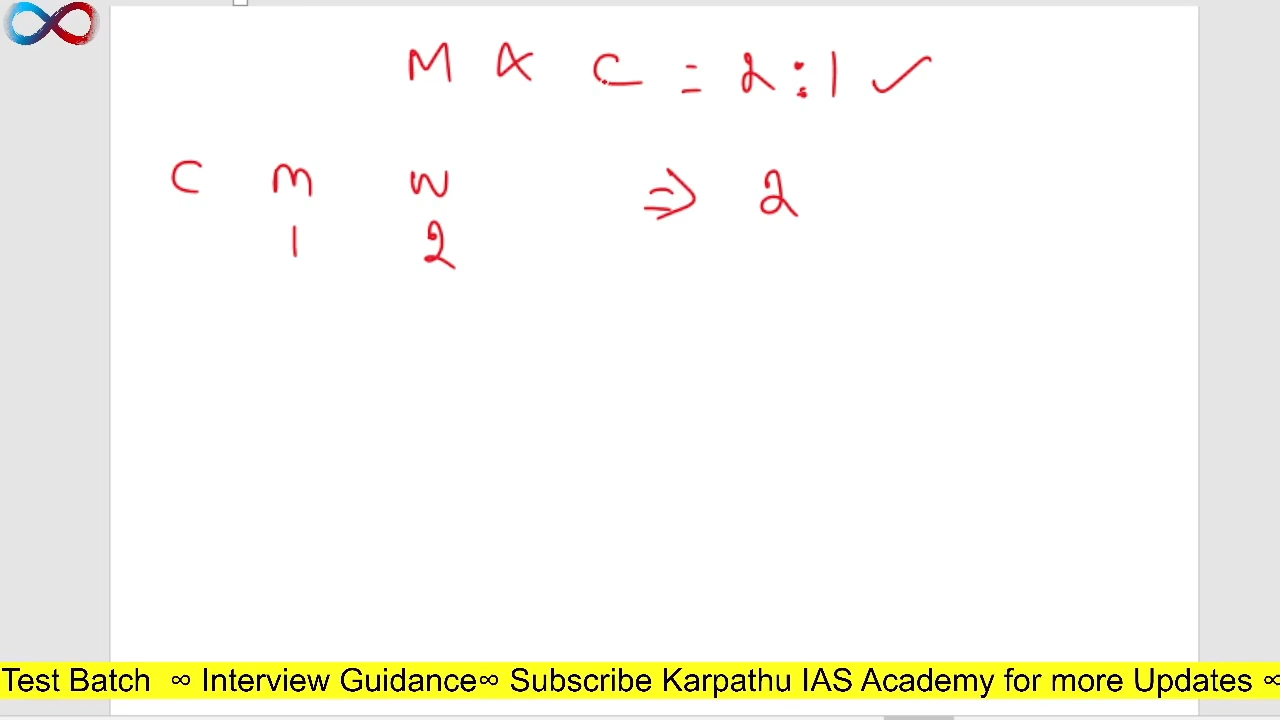 M & C = 2:1 ✓
C M W ⇒ 2
1 2
Test Batch ∞ Interview Guidance∞ Subscribe Karpathu IAS Academy for more Updates ∞